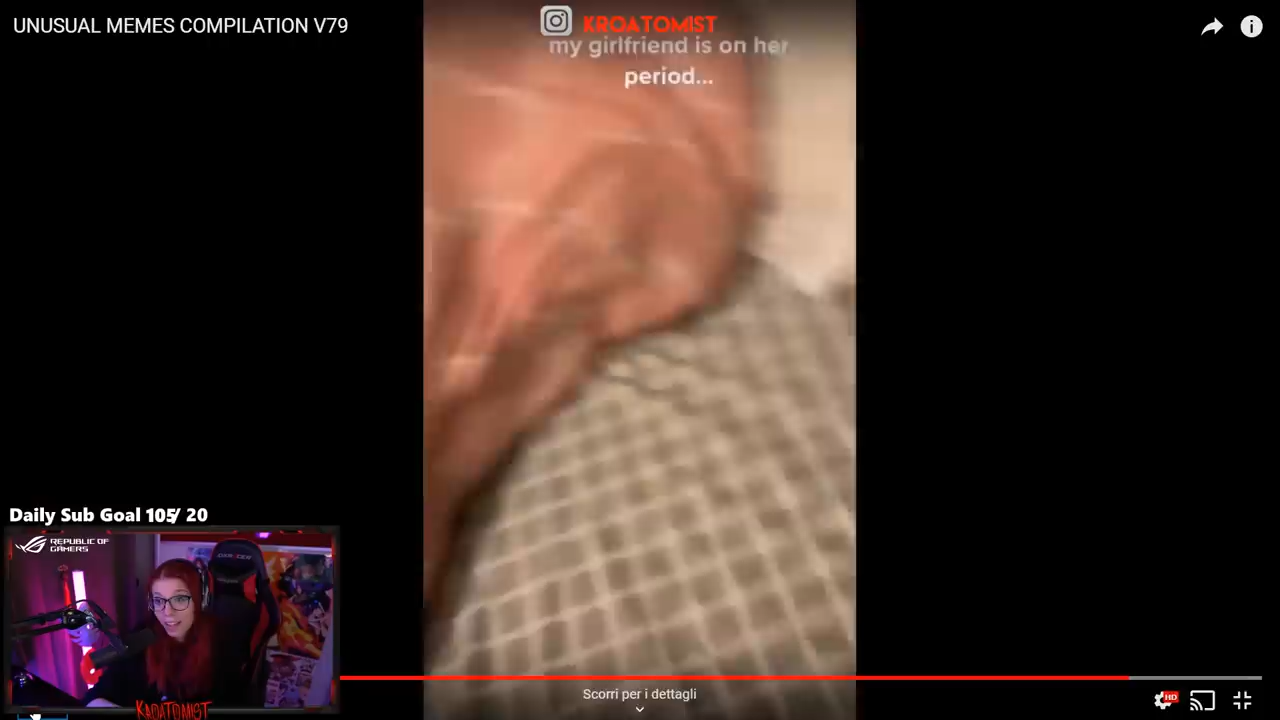 UNUSUAL MEMES COMPILATION V79
KROATOMIST
my girlfriend is on her
period...
Daily Sub Goal 105/ 20
REPUBLIC OF
GAMERS
KROATOMIST
HD
Scorri per i dettagli